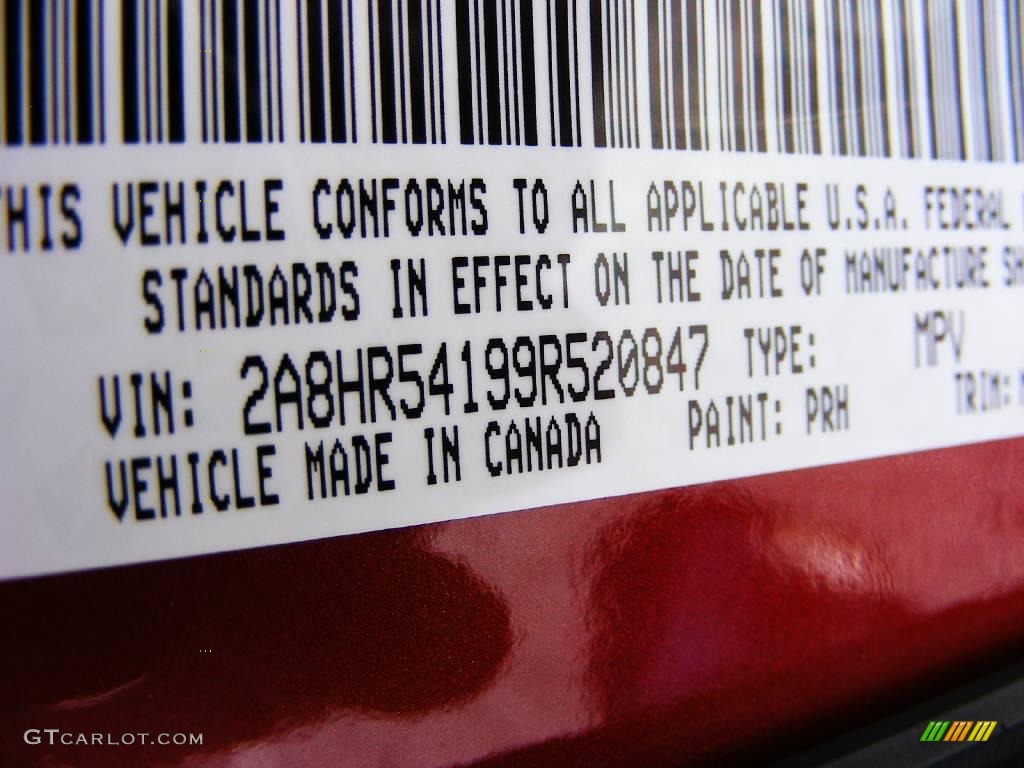 THIS VEHICLE CONFORMS TO ALL APPLICABLE U.S.A. FEDERAL
STANDARDS IN EFFECT ON THE DATE OF MANUFACTURE SH
VIN: 2A8HR54199R520847 TYPE: MPV
VEHICLE MADE IN CANADA PAINT: PRH TRIM:
GTCARLOT.COM